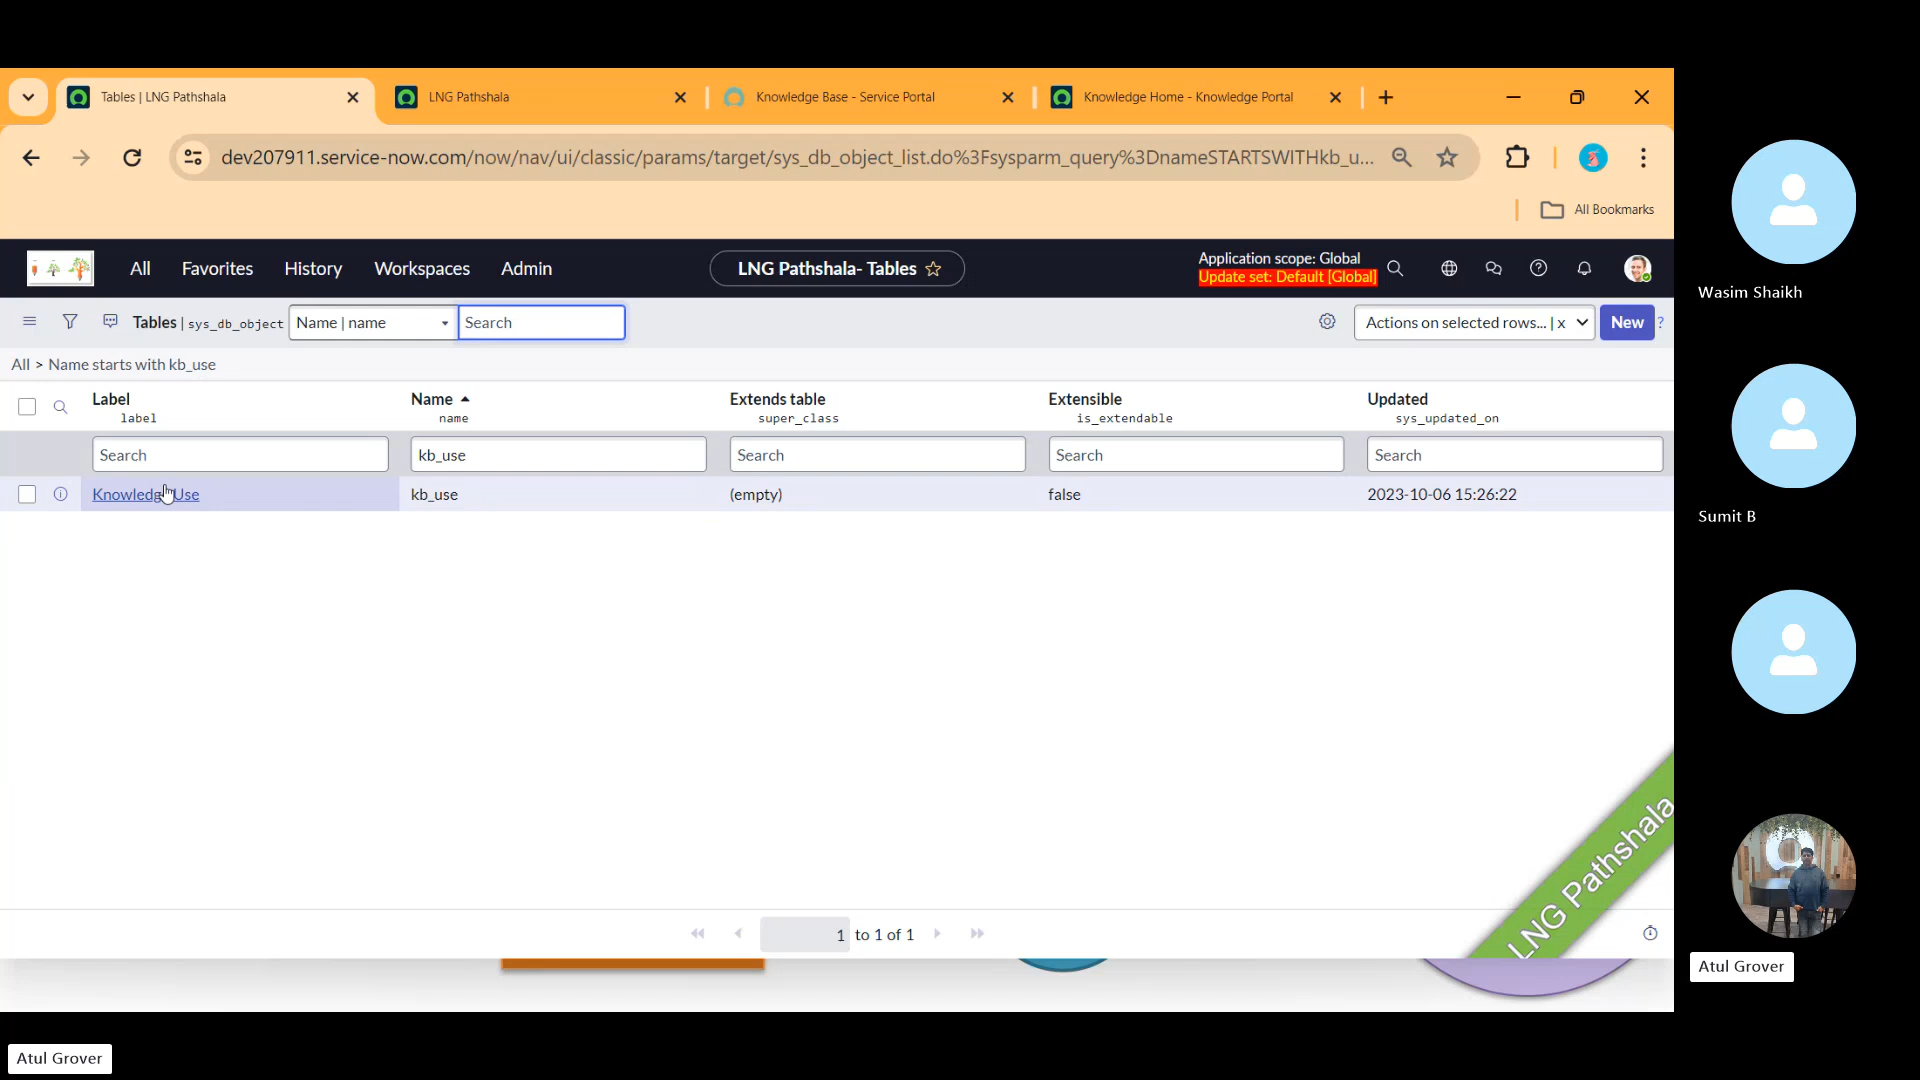 Tables | LNG Pathshala
LNG Pathshala
Knowledge Base - Service Portal
Knowledge Home - Knowledge Portal
dev207911.service-now.com/now/nav/ui/classic/params/target/sys_db_object_list.do%3Fsysparm_query%3DnameSTARTSWITHkb_u...
All Bookmarks
All Favorites History Workspaces Admin
LNG Pathshala- Tables
Application scope: Global
Update set: Default [Global]
Tables | sys_db_object Name | name Search
Actions on selected rows... | x New ?
All > Name starts with kb_use
Label Name Extends table Extensible Updated
label name super_class is_extendable sys_updated_on
Search kb_use Search Search Search
Knowledge Use kb_use (empty) false 2023-10-06 15:26:22
1 to 1 of 1
LNG Pathshala
Wasim Shaikh
Sumit B
Atul Grover
Atul Grover